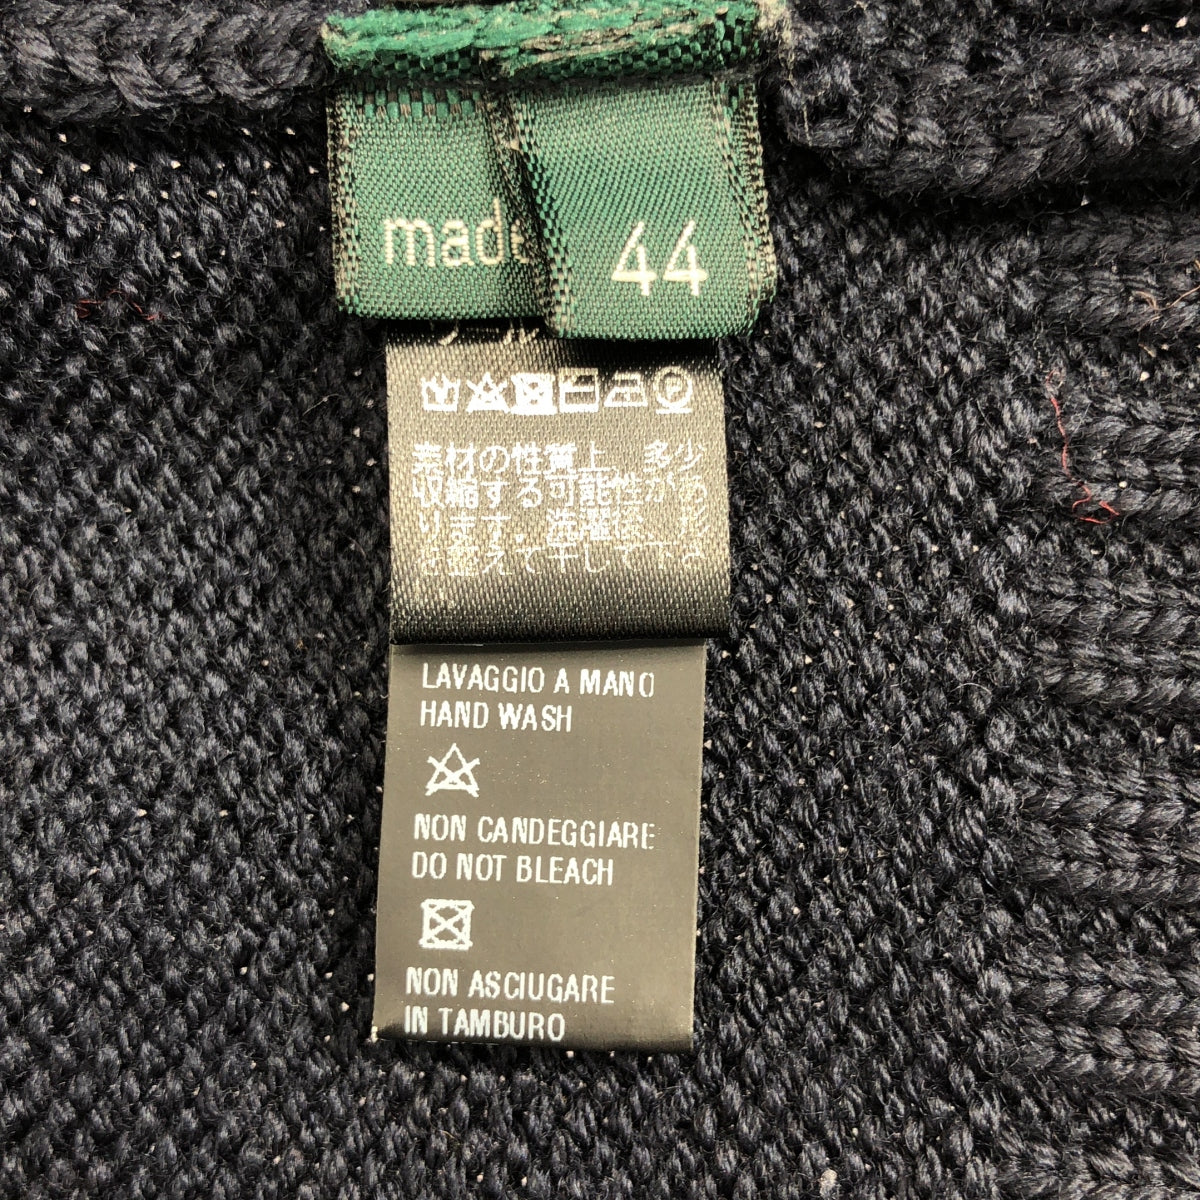 made
44
素材の性質上、多少
収縮する可能性があ
ります。洗濯後、形
を整えて干して下さ
LAVAGGIO A MANO
HAND WASH
NON CANDEGGIARE
DO NOT BLEACH
NON ASCIUGARE
IN TAMBURO